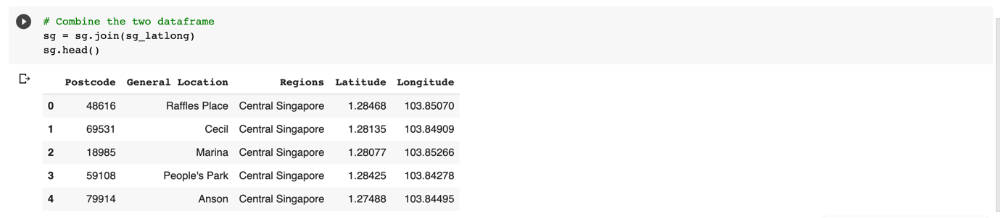 # Combine the two dataframe
sg = sg.join(sg_latlong)
sg.head()
Postcode General Location Regions Latitude Longitude
0 48616 Raffles Place Central Singapore 1.28468 103.85070
1 69531 Cecil Central Singapore 1.28135 103.84909
2 18985 Marina Central Singapore 1.28077 103.85266
3 59108 People's Park Central Singapore 1.28425 103.84278
4 79914 Anson Central Singapore 1.27488 103.84495